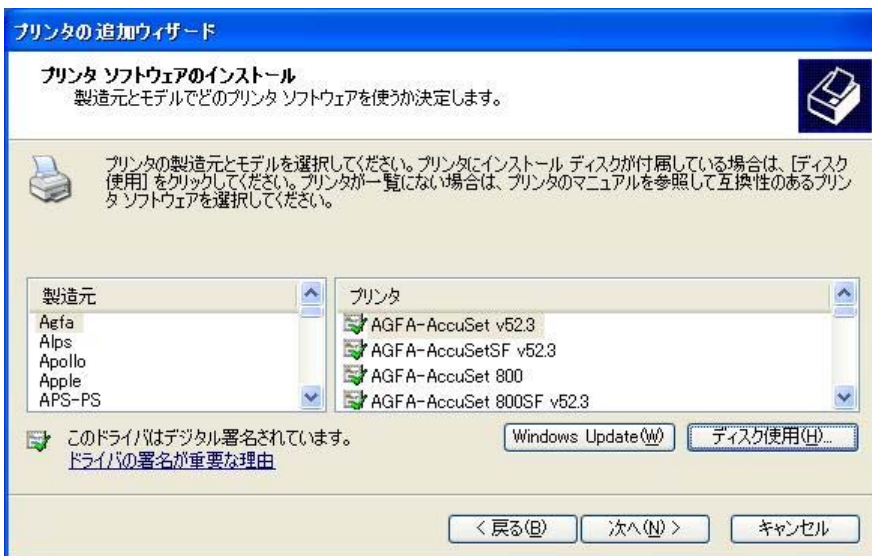 プリンタの追加ウィザード
プリンタ ソフトウェアのインストール
製造元とモデルでどのプリンタ ソフトウェアを使うか決定します。
プリンタの製造元とモデルを選択してください。プリンタにインストール ディスクが付属している場合は、[ディスク
使用] をクリックしてください。プリンタが一覧にない場合は、プリンタのマニュアルを参照して互換性のあるプリン
タ ソフトウェアを選択してください。
製造元
Agfa
Alps
Apollo
Apple
APS-PS
プリンタ
AGFA-AccuSet v52.3
AGFA-AccuSetSF v52.3
AGFA-AccuSet 800
AGFA-AccuSet 800SF v52.3
このドライバはデジタル署名されています。
ドライバの署名が重要な理由
Windows Update(W) ディスク使用(H)...
< 戻る(B) 次へ(N) > キャンセル